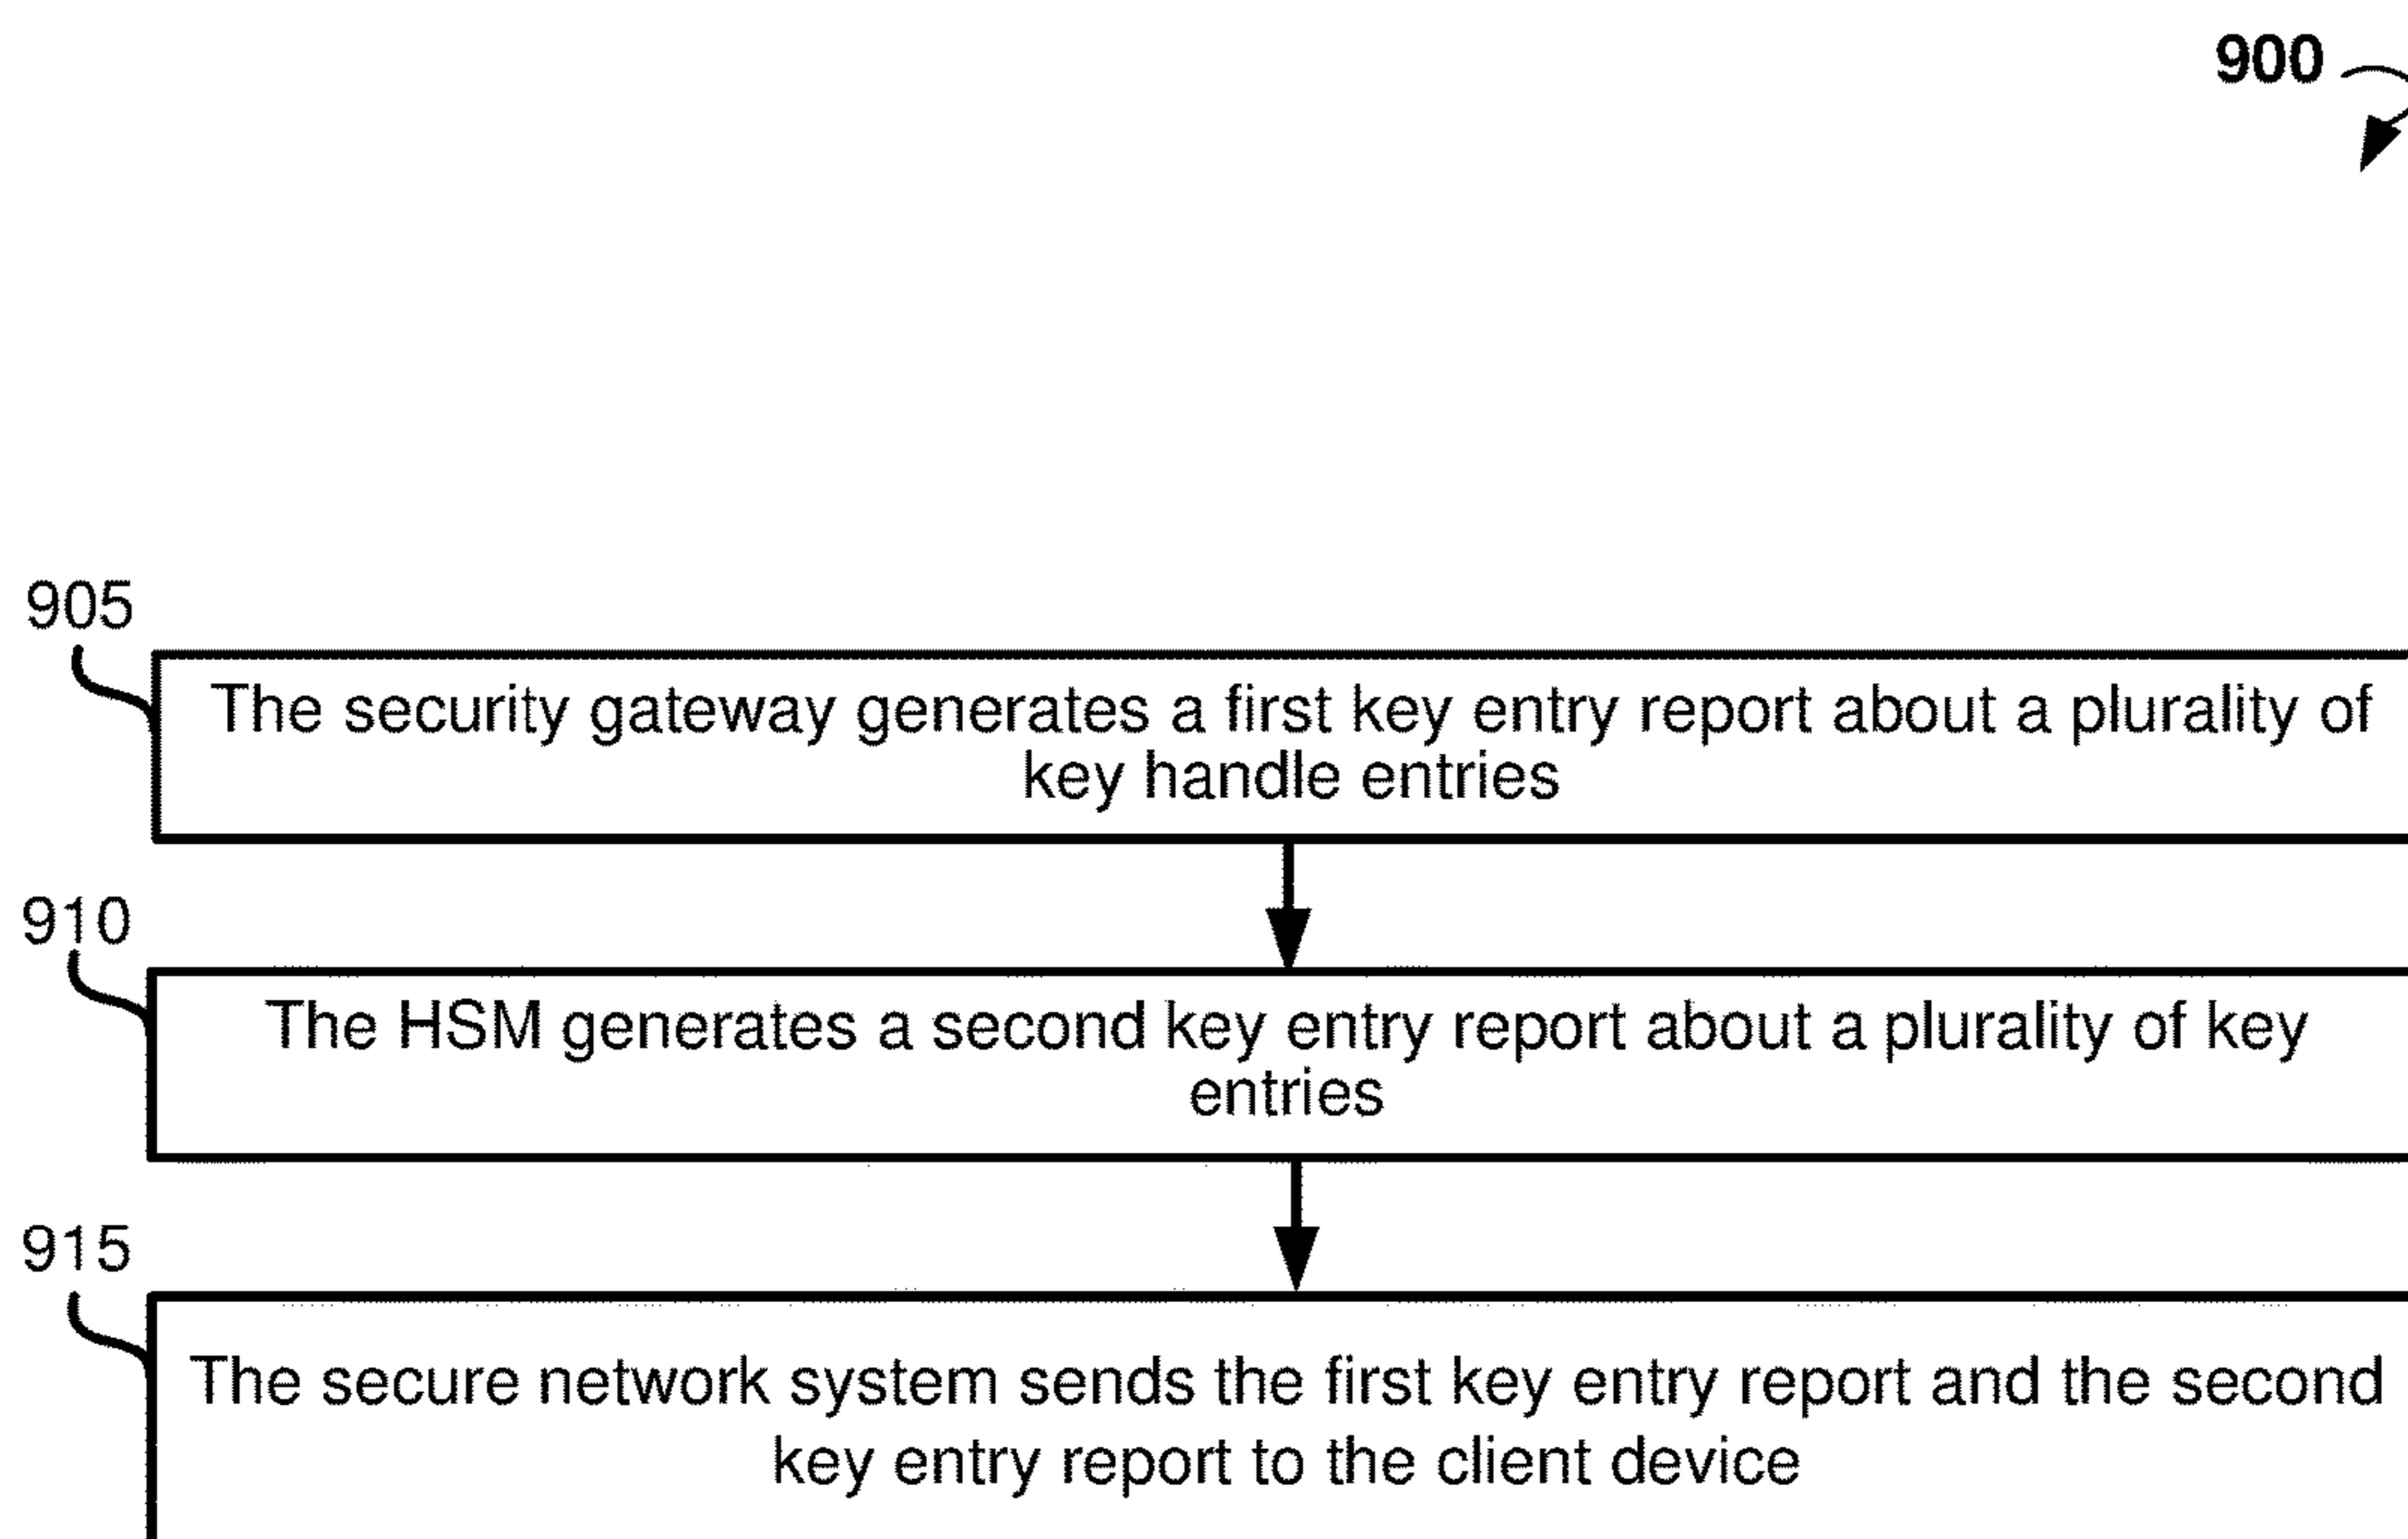 900
905
The security gateway generates a first key entry report about a plurality of
key handle entries
910
The HSM generates a second key entry report about a plurality of key
entries
915
The secure network system sends the first key entry report and the second
key entry report to the client device